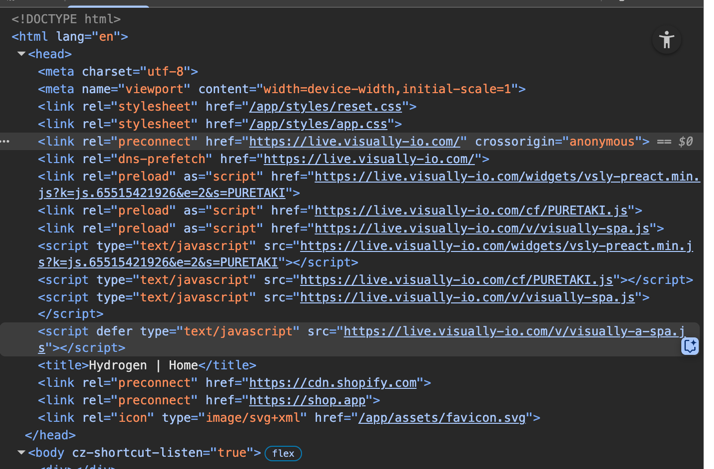 <!DOCTYPE html>
<html lang="en">
<head>
<meta charset="utf-8">
<meta name="viewport" content="width=device-width,initial-scale=1">
<link rel="stylesheet" href="/app/styles/reset.css">
<link rel="stylesheet" href="/app/styles/app.css">
<link rel="preconnect" href="https://live.visually-io.com/" crossorigin="anonymous"> == $0
<link rel="dns-prefetch" href="https://live.visually-io.com/">
<link rel="preload" as="script" href="https://live.visually-io.com/widgets/vsly-preact.min.
js?k=js.65515421926&e=2&s=PURETAKI">
<link rel="preload" as="script" href="https://live.visually-io.com/cf/PURETAKI.js">
<link rel="preload" as="script" href="https://live.visually-io.com/v/visually-spa.js">
<script type="text/javascript" src="https://live.visually-io.com/widgets/vsly-preact.min.j
s?k=js.65515421926&e=2&s=PURETAKI"></script>
<script type="text/javascript" src="https://live.visually-io.com/cf/PURETAKI.js"></script>
<script type="text/javascript" src="https://live.visually-io.com/v/visually-spa.js">
</script>
<script defer type="text/javascript" src="https://live.visually-io.com/v/visually-a-spa.j
s"></script>
<title>Hydrogen | Home</title>
<link rel="preconnect" href="https://cdn.shopify.com">
<link rel="preconnect" href="https://shop.app">
<link rel="icon" type="image/svg+xml" href="/app/assets/favicon.svg">
</head>
<body cz-shortcut-listen="true"> flex